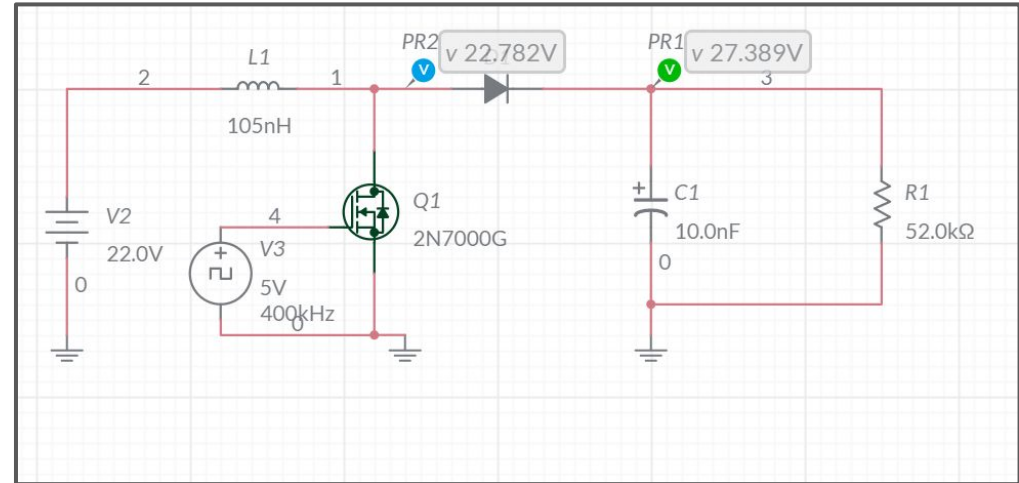 PR2
v 22.782V
PR1
v 27.389V
L1
2
1
3
105nH
Q1
2N7000G
C1
10.0nF
R1
52.0kΩ
V2
22.0V
4
V3
5V
400kHz
0
0
0
V
V